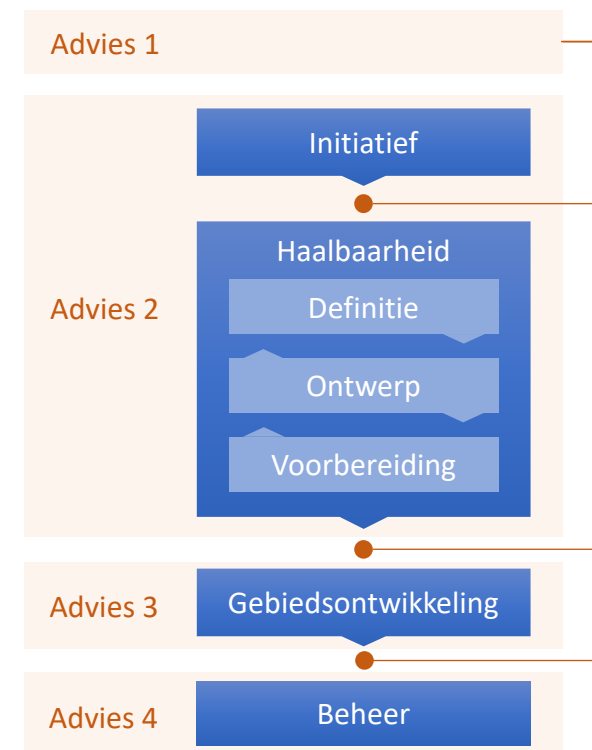 Advies 1
Initiatief
Haalbaarheid
Advies 2
Definitie
Ontwerp
Voorbereiding
Advies 3
Gebiedsontwikkeling
Advies 4
Beheer